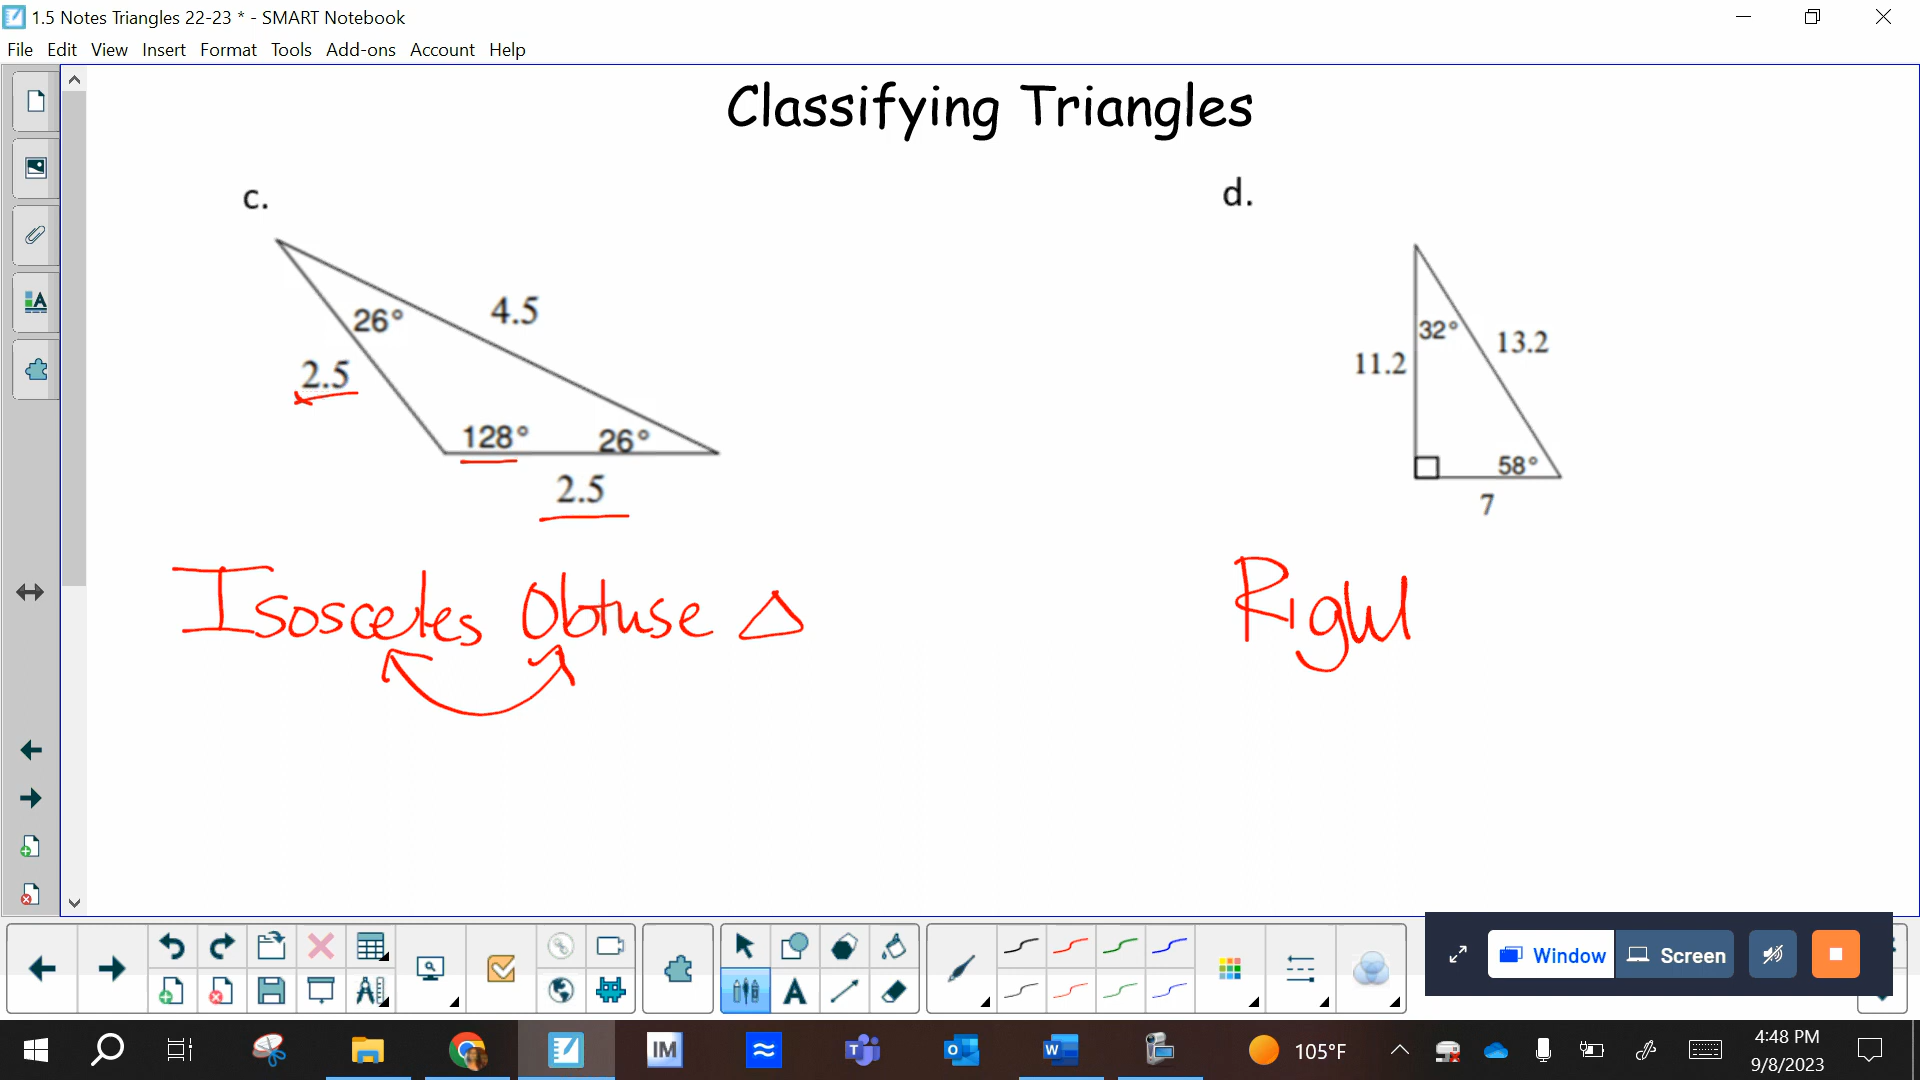 1.5 Notes Triangles 22-23 * - SMART Notebook
File Edit View Insert Format Tools Add-ons Account Help
Classifying Triangles
c.
d.
26°
4.5
2.5
128°
26°
2.5
32°
13.2
11.2
58°
7
Isosceles Obtuse △
Righ
Window
Screen
IM
105°F
4:48 PM
9/8/2023